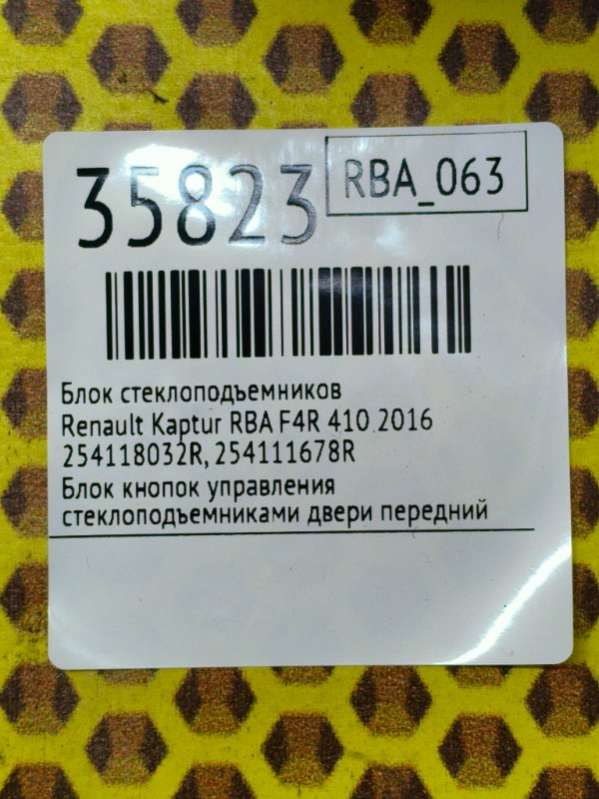 35823
RBA_063
Блок стеклоподъемников
Renault Kaptur RBA F4R 410 2016
254118032R, 254111678R
Блок кнопок управления
стеклоподъемниками двери передний